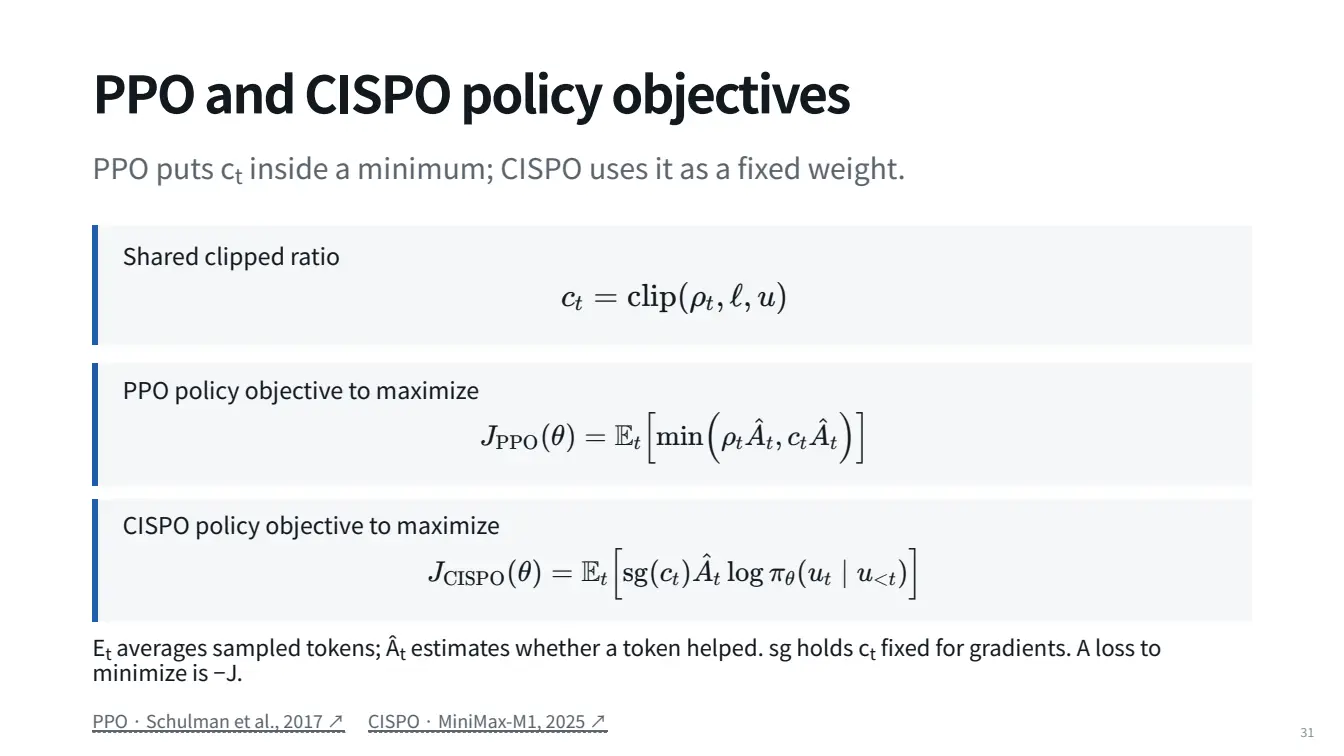 PPO and CISPO policy objectives
PPO puts cₜ inside a minimum; CISPO uses it as a fixed weight.
Shared clipped ratio
cₜ = clip(ρₜ, ℓ, u)
PPO policy objective to maximize
J_PPO(θ) = 𝔼ₜ[min(ρₜÂₜ, cₜÂₜ)]
CISPO policy objective to maximize
J_CISPO(θ) = 𝔼ₜ[sg(cₜ)Âₜ log π_θ(uₜ | u_<t)]
Eₜ averages sampled tokens; Âₜ estimates whether a token helped. sg holds cₜ fixed for gradients. A loss to
minimize is −J.
PPO · Schulman et al., 2017 ↗ CISPO · MiniMax-M1, 2025 ↗
31